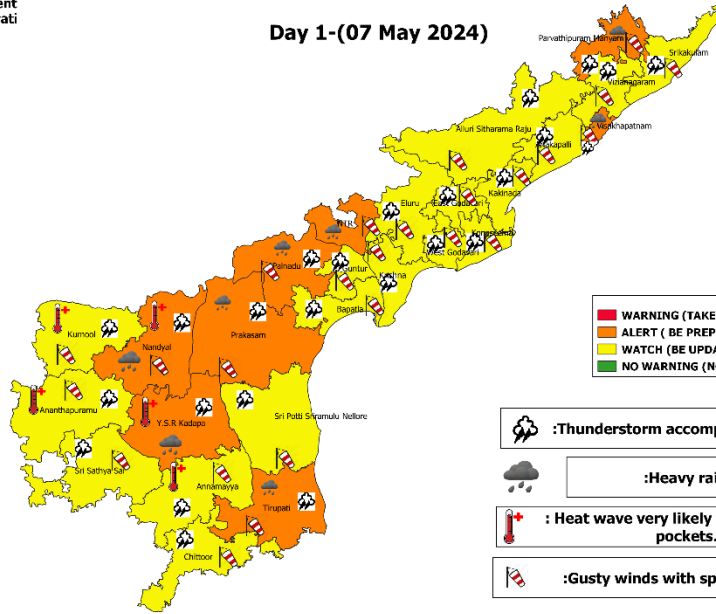 ent
rati
Day 1-(07 May 2024)
Parvathipuram Manyam
Srikakulam
Vizianagaram
Visakhapatnam
Alluri Sitharama Raju
Anakapalli
Kakinada
East Godavari
Eluru
Konaseema
West Godavari
NTR
Krishna
Guntur
Palnadu
Bapatla
Prakasam
Kurnool
Nandyal
Ananthapuramu
Y.S.R Kadapa
Sri Potti Sriramulu Nellore
Sri Sathya Sai
Annamayya
Tirupati
Chittoor
WARNING (TAKE
ALERT ( BE PREP
WATCH (BE UPDA
NO WARNING (N
:Thunderstorm accomp
:Heavy rai
: Heat wave very likely
pockets.
:Gusty winds with sp